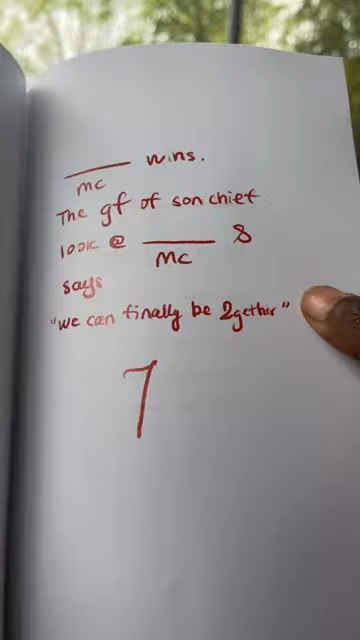 ____ wins.
mc
The gf of son chief
look @ ____ &
MC
says
"we can finally be 2gether"
7